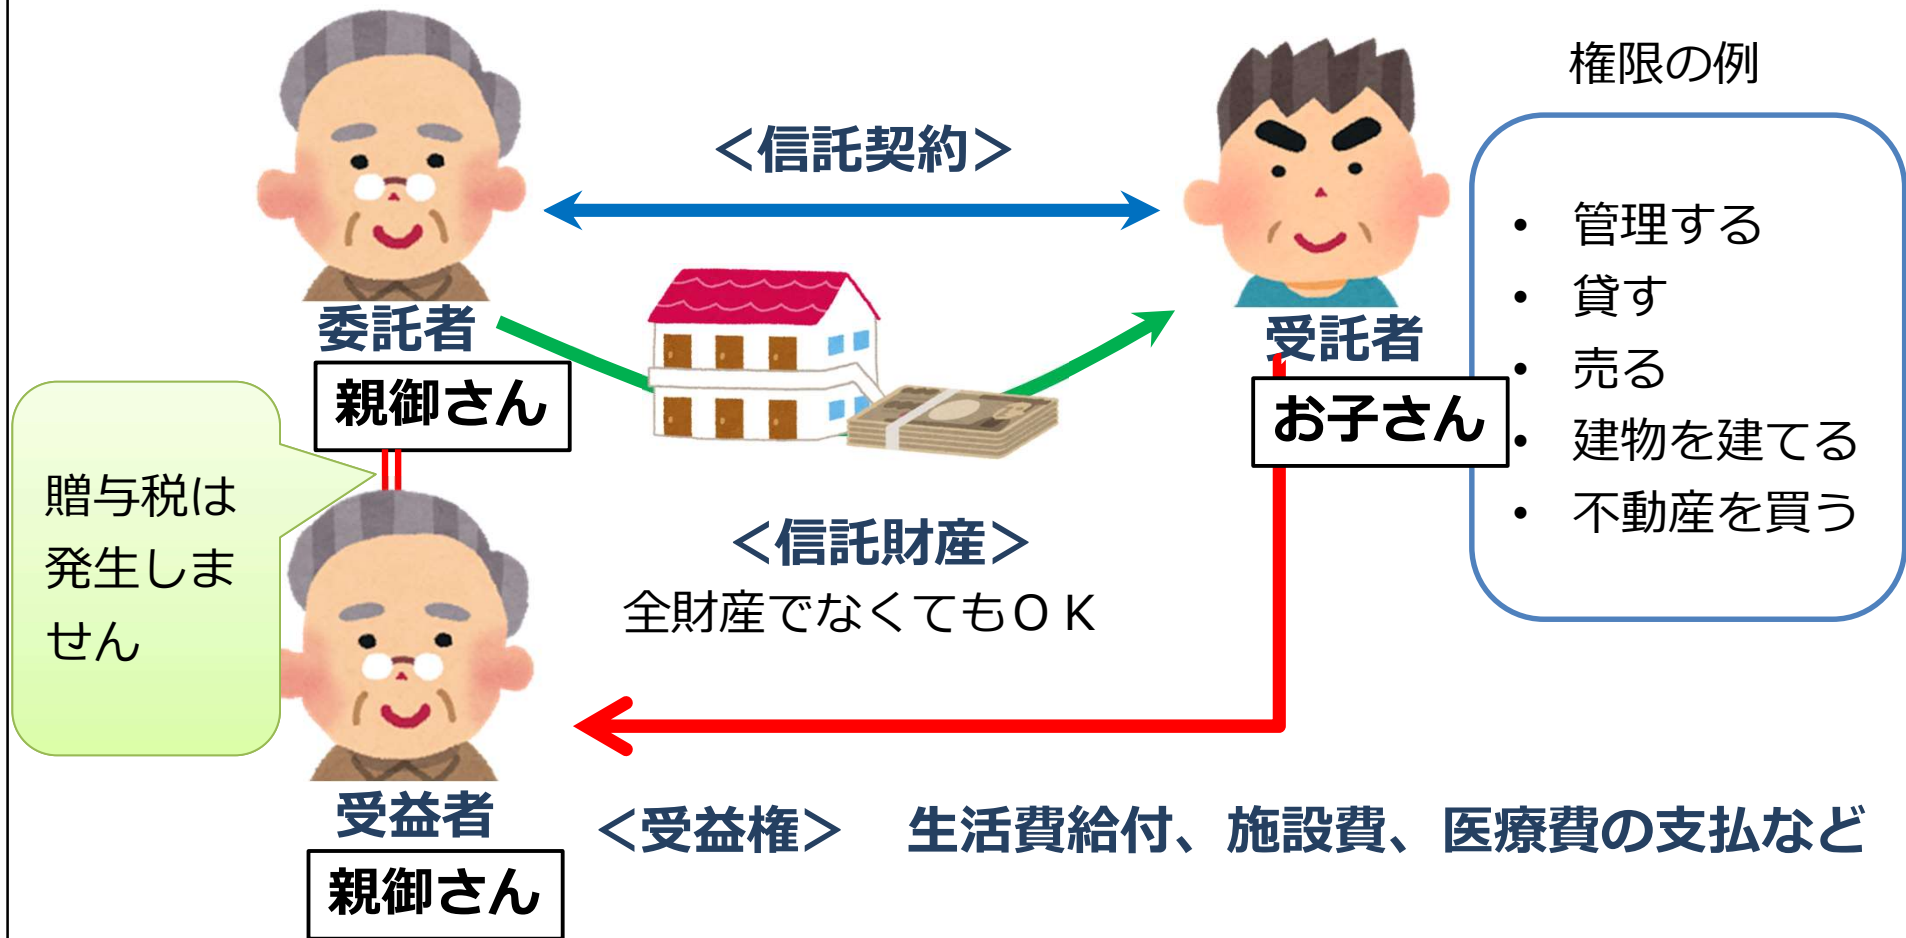 権限の例
＜信託契約＞
• 管理する
• 貸す
• 売る
• 建物を建てる
• 不動産を買う
委託者
親御さん
受託者
お子さん
贈与税は
発生しま
せん
＜信託財産＞
全財産でなくてもＯＫ
受益者
親御さん
＜受益権＞　生活費給付、施設費、医療費の支払など